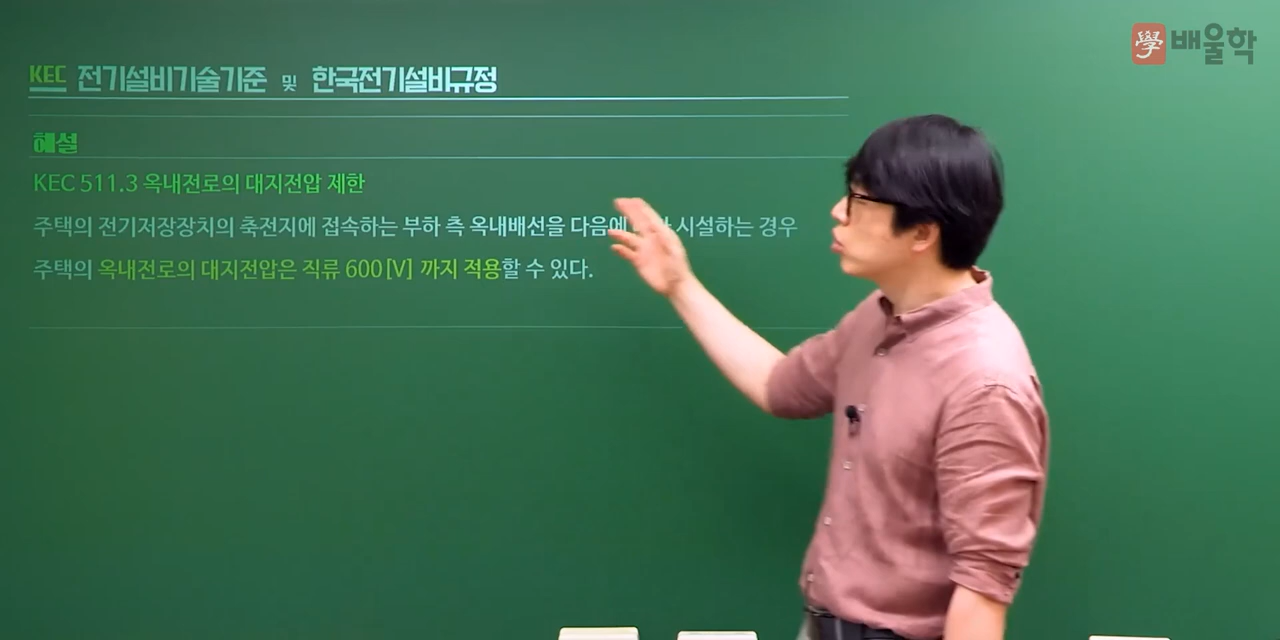 學 배울학
KEC 전기설비기술기준 및 한국전기설비규정
해설
KEC 511.3 옥내전로의 대지전압 제한
주택의 전기저장장치의 축전지에 접속하는 부하 측 옥내배선을 다음에 시설하는 경우
주택의 옥내전로의 대지전압은 직류 600[V] 까지 적용할 수 있다.